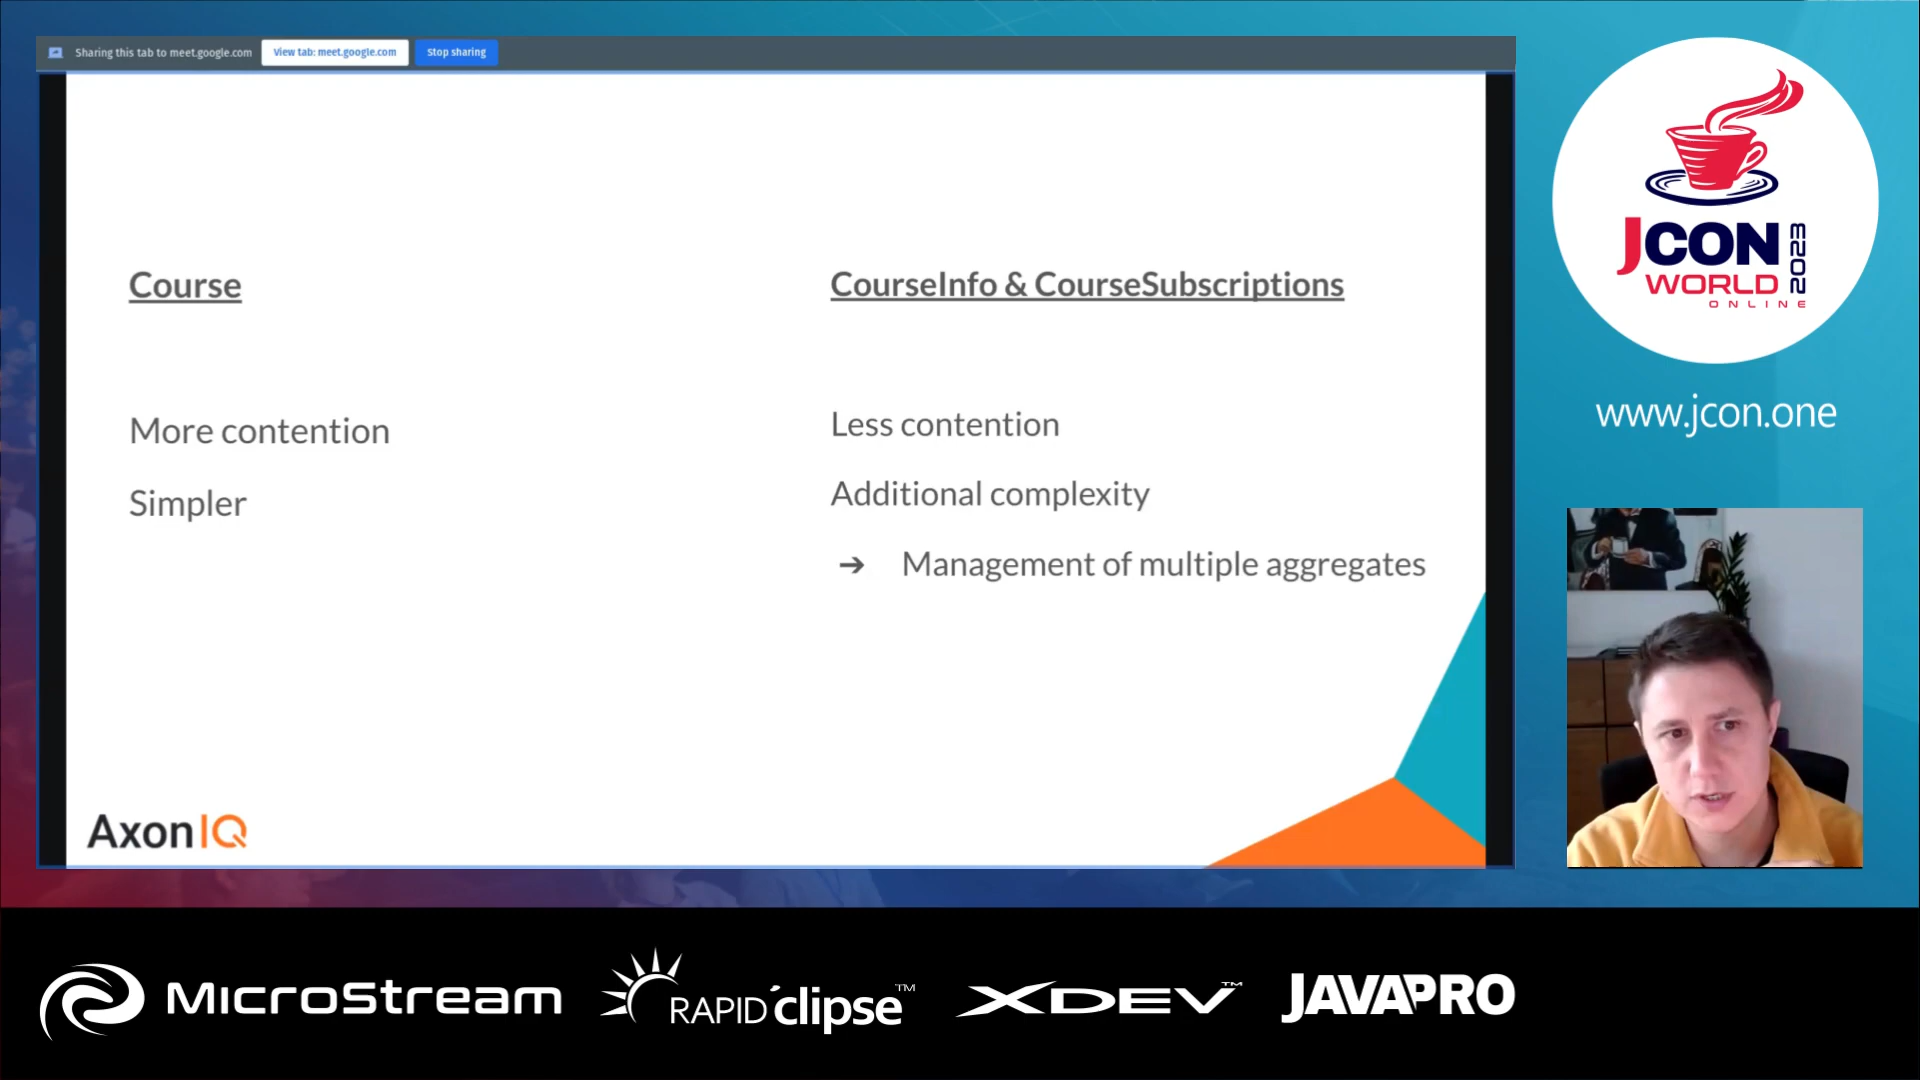 Sharing this tab to meet.google.com
View tab: meet.google.com
Stop sharing
Course
More contention
Simpler
CourseInfo & CourseSubscriptions
Less contention
Additional complexity
➔ Management of multiple aggregates
AxonIQ
JCON
WORLD
ONLINE
2023
www.jcon.one
MicroStream
RAPID clipse™
XDEV™
JAVAPRO